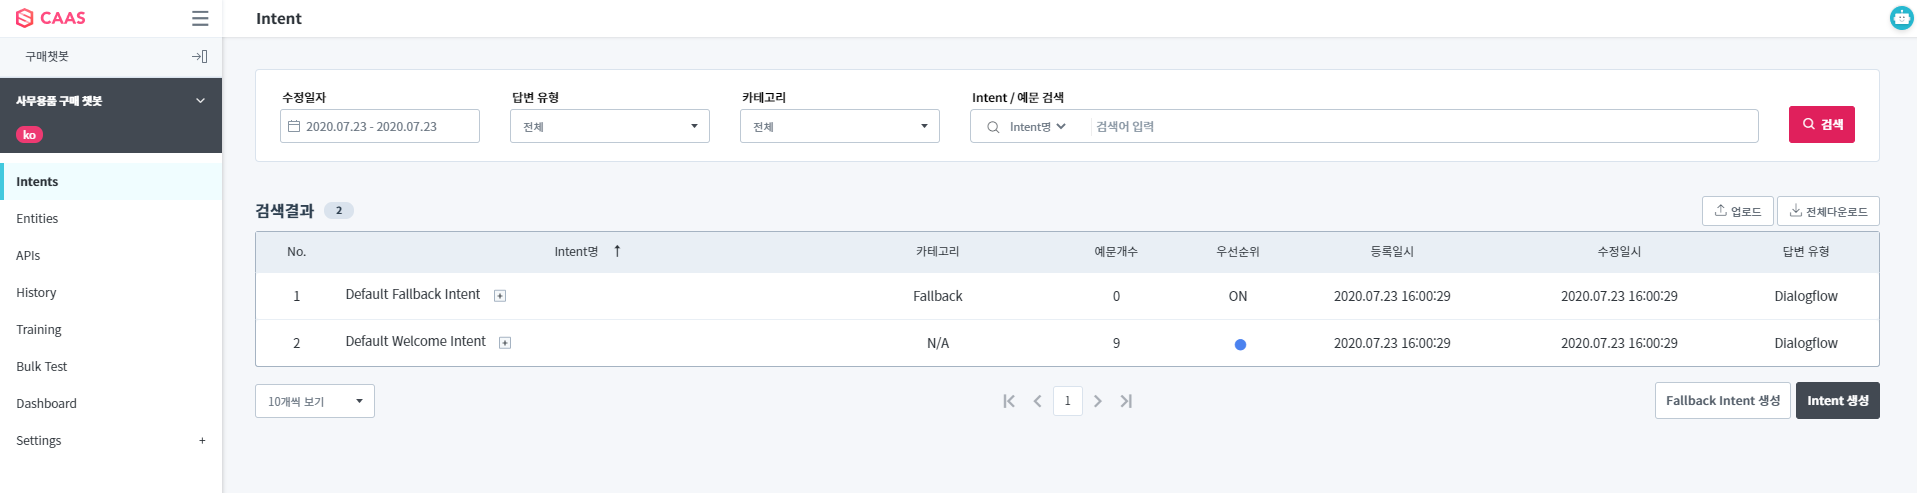 CAAS
Intent
구매챗봇
사무용품 구매 챗봇
ko
Intents
Entities
APIs
History
Training
Bulk Test
Dashboard
Settings +
수정일자 답변 유형 카테고리 Intent / 예문 검색
2020.07.23 - 2020.07.23 전체 전체 Intent명 검색어 입력 검색
검색결과 2 업로드 전체다운로드
No. Intent명 ↑ 카테고리 예문개수 우선순위 등록일시 수정일시 답변 유형
1 Default Fallback Intent + Fallback 0 ON 2020.07.23 16:00:29 2020.07.23 16:00:29 Dialogflow
2 Default Welcome Intent + N/A 9 2020.07.23 16:00:29 2020.07.23 16:00:29 Dialogflow
10개씩 보기 1 Fallback Intent 생성 Intent 생성